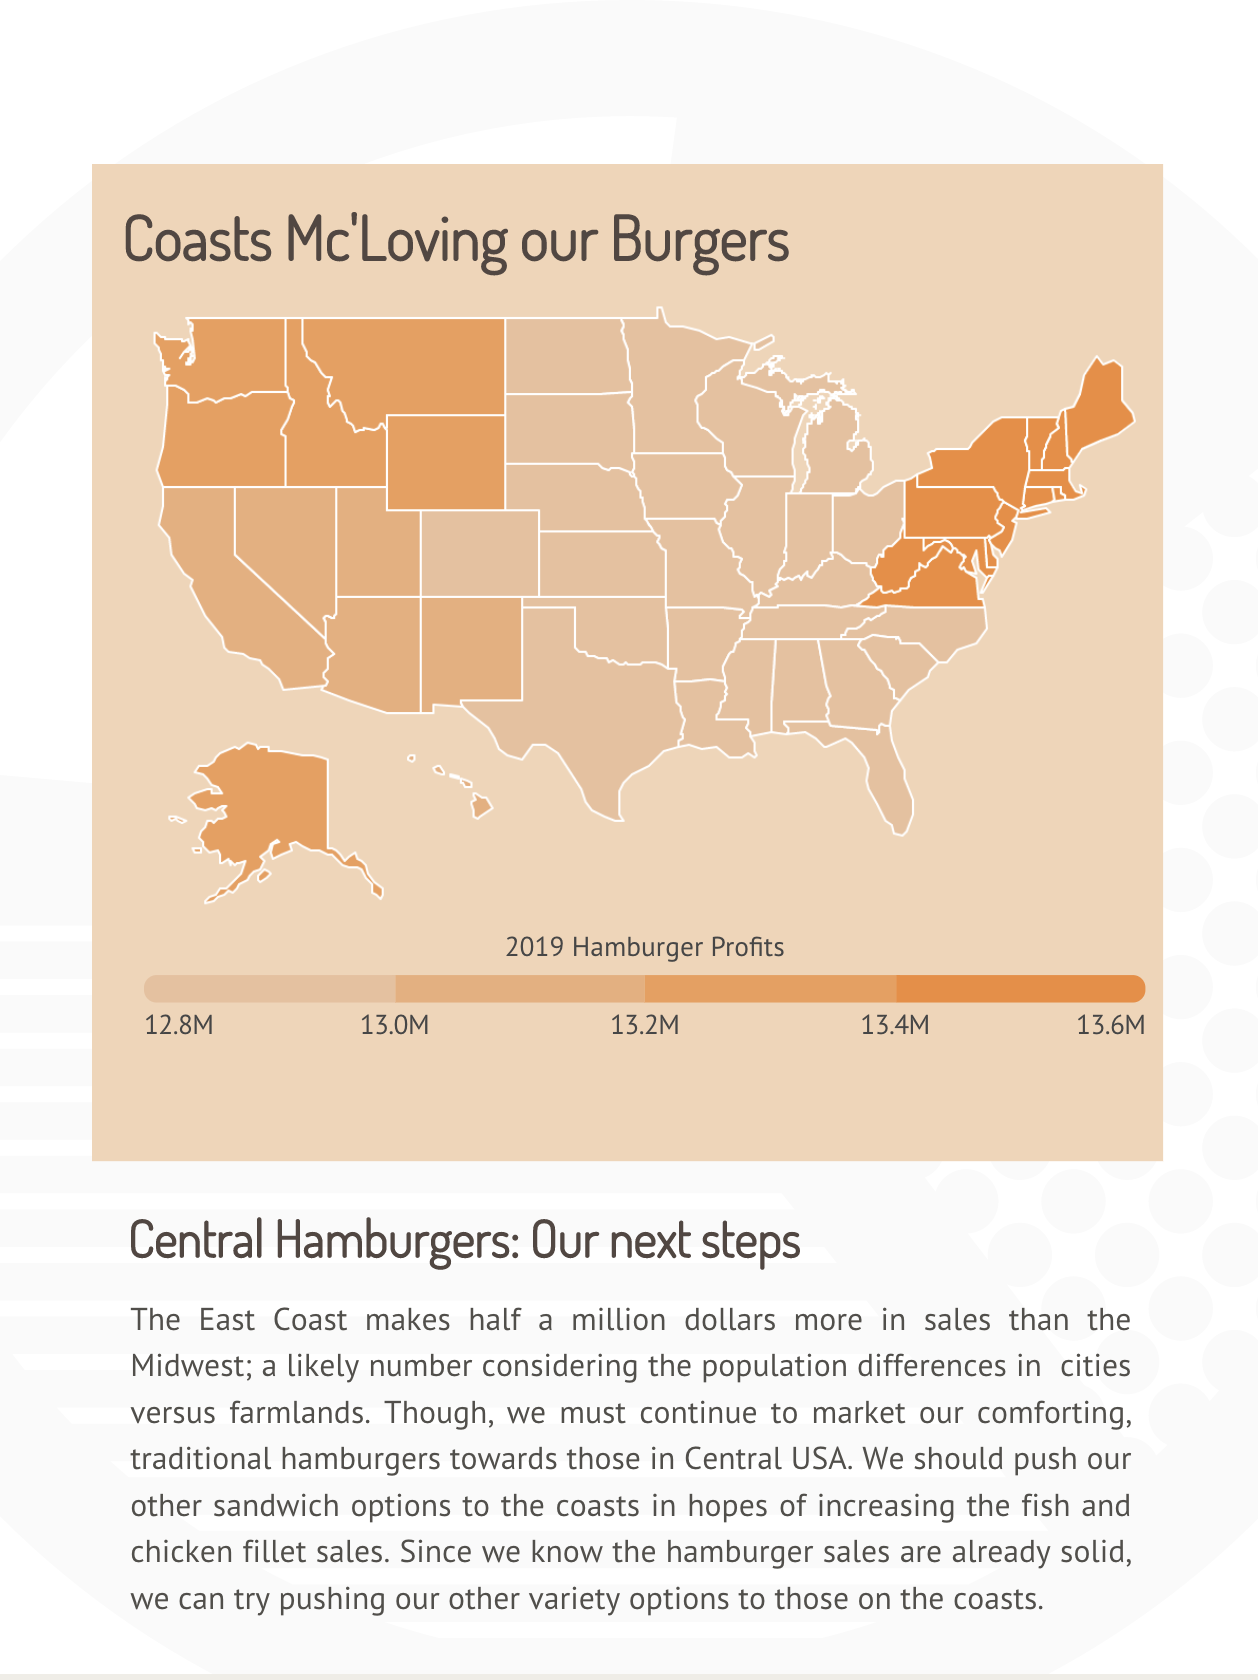 Coasts Mc'Loving our Burgers
2019 Hamburger Profits
12.8M 13.0M 13.2M 13.4M 13.6M
Central Hamburgers: Our next steps
The East Coast makes half a million dollars more in sales than the
Midwest; a likely number considering the population differences in cities
versus farmlands. Though, we must continue to market our comforting,
traditional hamburgers towards those in Central USA. We should push our
other sandwich options to the coasts in hopes of increasing the fish and
chicken fillet sales. Since we know the hamburger sales are already solid,
we can try pushing our other variety options to those on the coasts.